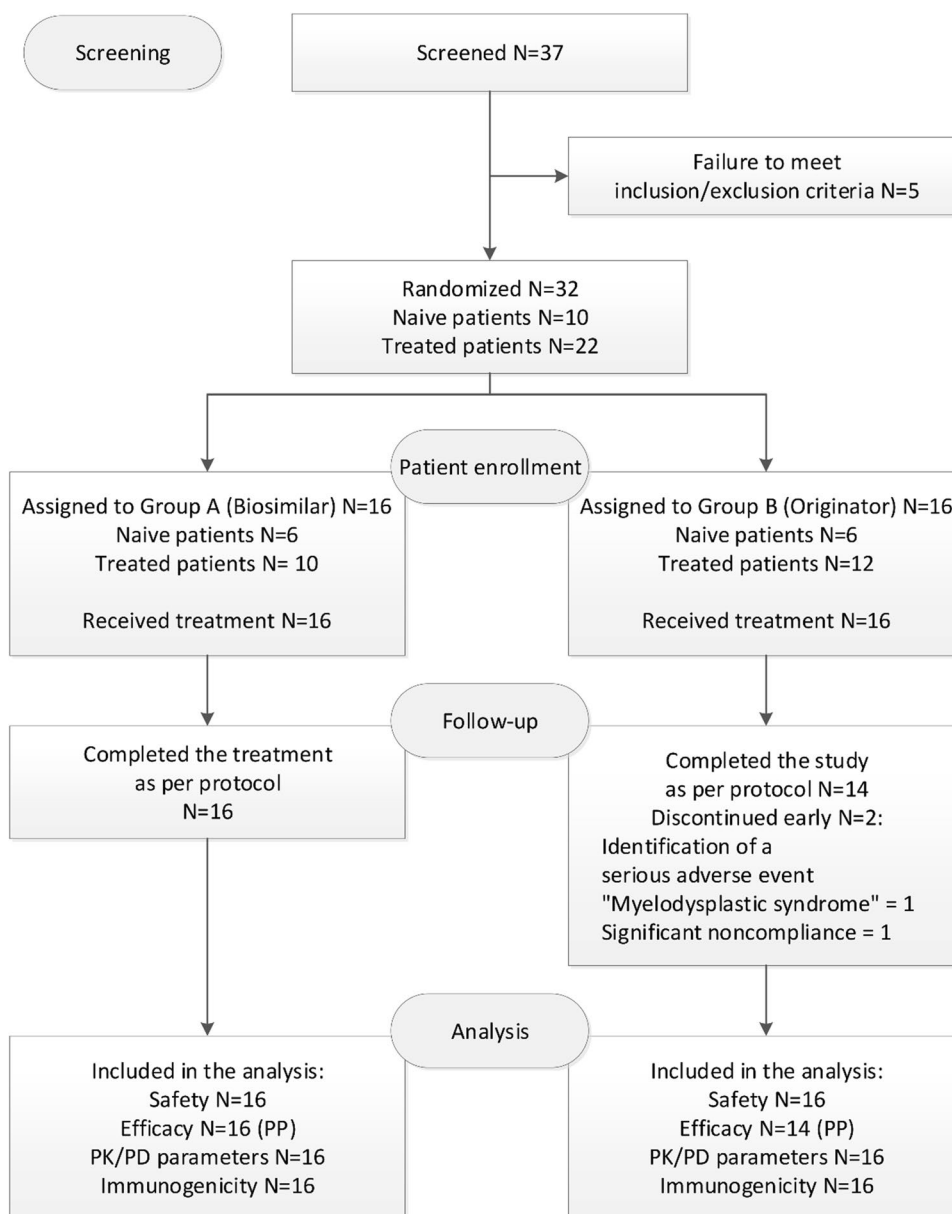 Screening
Screened N=37
Failure to meet
inclusion/exclusion criteria N=5
Randomized N=32
Naive patients N=10
Treated patients N=22
Patient enrollment
Assigned to Group A (Biosimilar) N=16
Naive patients N=6
Treated patients N= 10
Received treatment N=16
Assigned to Group B (Originator) N=16
Naive patients N=6
Treated patients N=12
Received treatment N=16
Follow-up
Completed the treatment
as per protocol
N=16
Completed the study
as per protocol N=14
Discontinued early N=2:
Identification of a
serious adverse event
"Myelodysplastic syndrome" = 1
Significant noncompliance = 1
Analysis
Included in the analysis:
Safety N=16
Efficacy N=16 (PP)
PK/PD parameters N=16
Immunogenicity N=16
Included in the analysis:
Safety N=16
Efficacy N=14 (PP)
PK/PD parameters N=16
Immunogenicity N=16